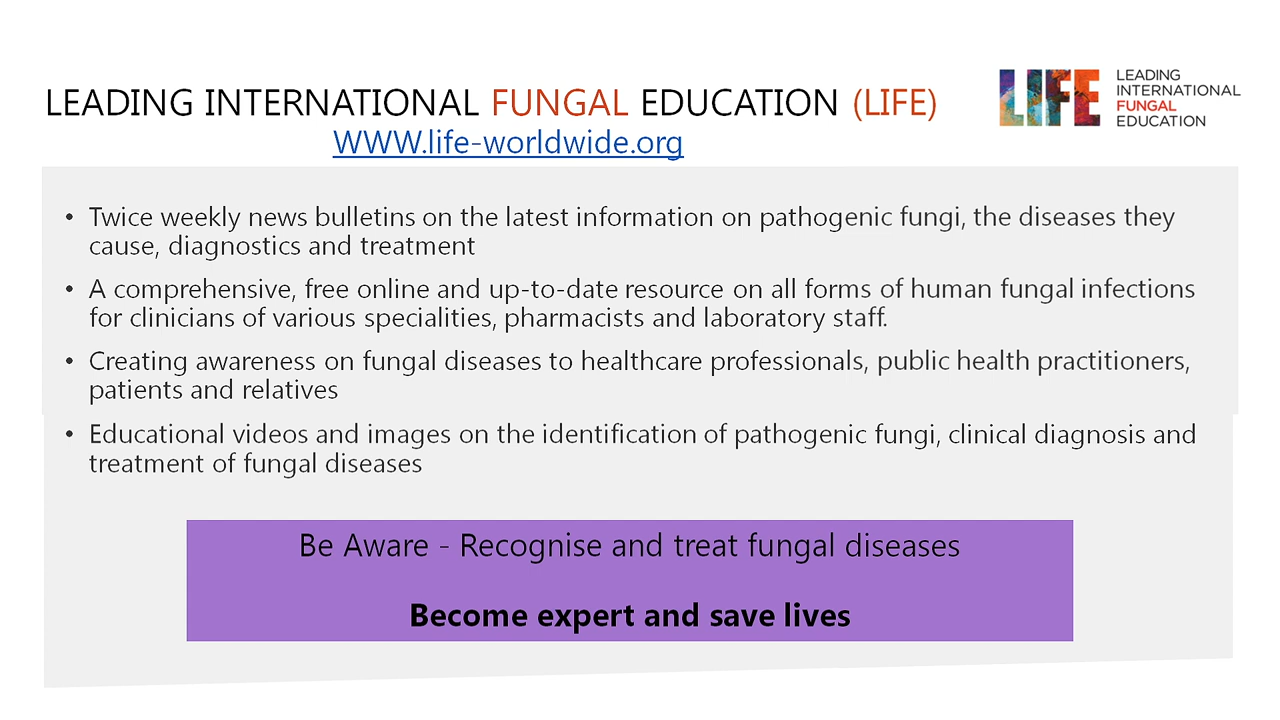 LEADING INTERNATIONAL FUNGAL EDUCATION (LIFE)
WWW.life-worldwide.org
LIFE
LEADING
INTERNATIONAL
FUNGAL
EDUCATION
• Twice weekly news bulletins on the latest information on pathogenic fungi, the diseases they
cause, diagnostics and treatment
• A comprehensive, free online and up-to-date resource on all forms of human fungal infections
for clinicians of various specialities, pharmacists and laboratory staff.
• Creating awareness on fungal diseases to healthcare professionals, public health practitioners,
patients and relatives
• Educational videos and images on the identification of pathogenic fungi, clinical diagnosis and
treatment of fungal diseases
Be Aware - Recognise and treat fungal diseases
Become expert and save lives